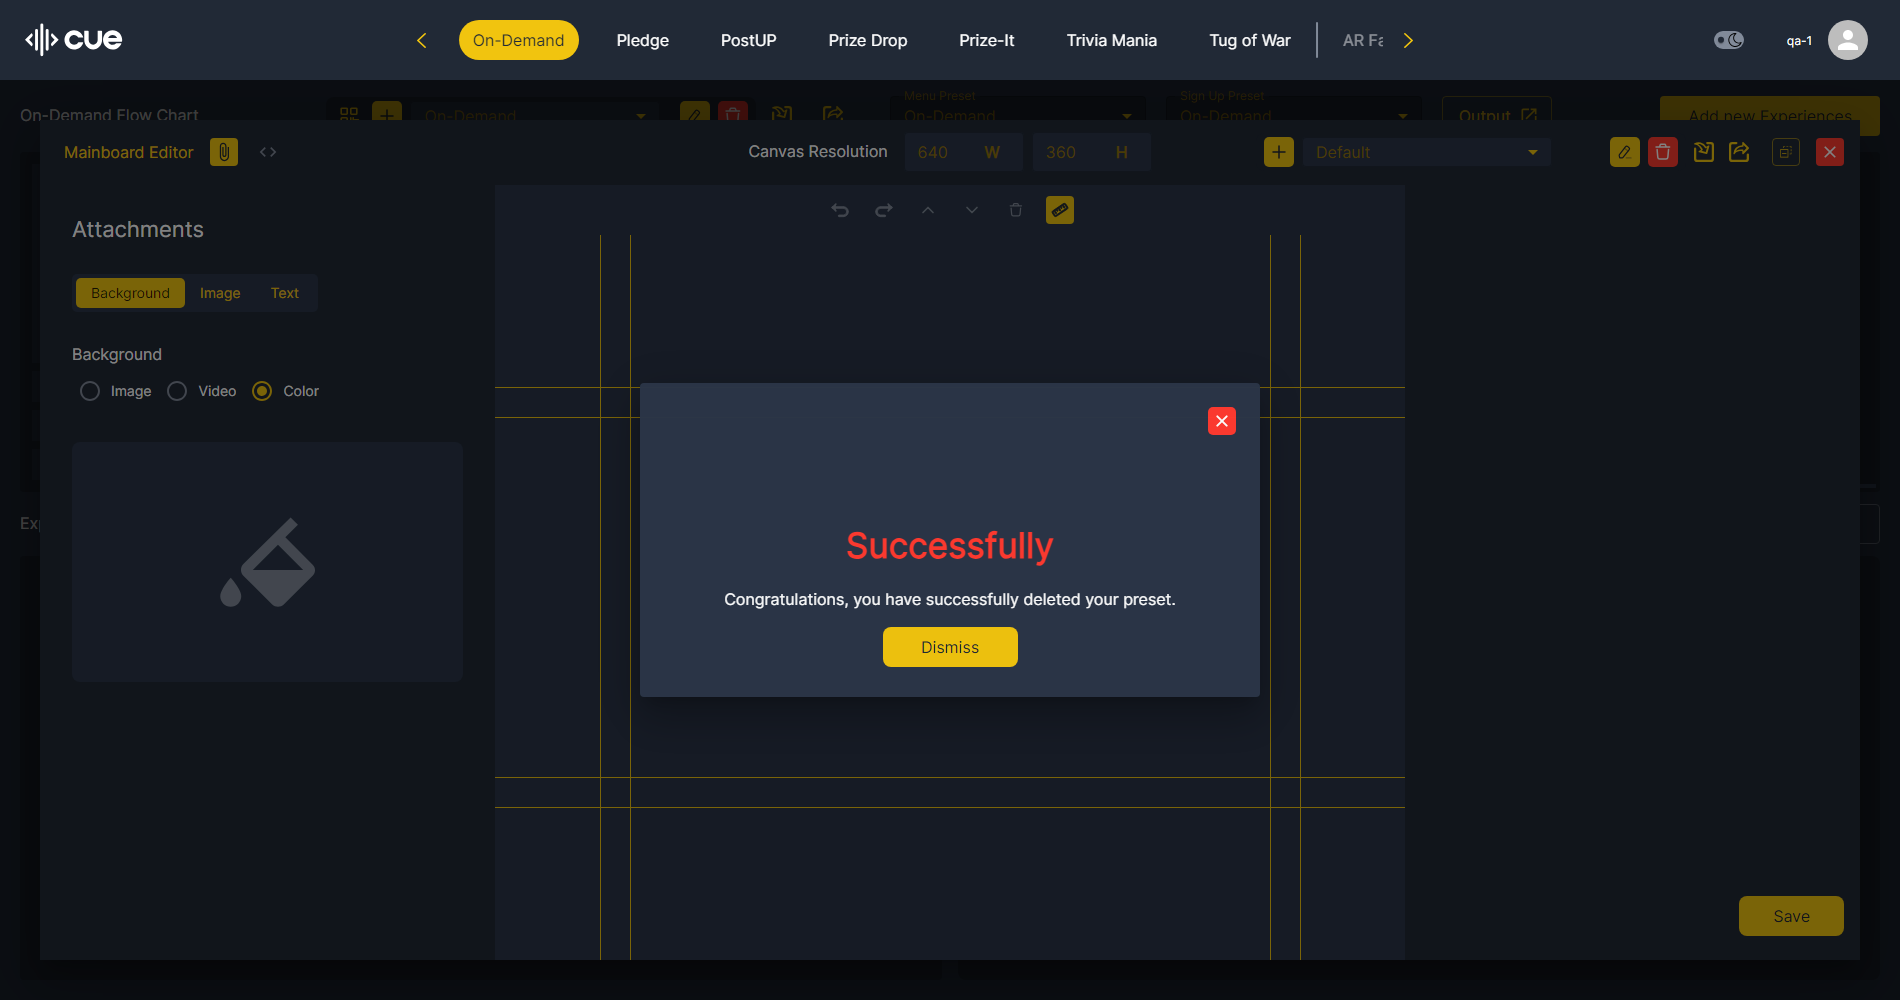 cue
On-Demand
Pledge
PostUP
Prize Drop
Prize-It
Trivia Mania
Tug of War
AR Fa
qa-1
On-Demand Flow Chart
On-Demand
Menu Preset
On-Demand
Sign Up Preset
On-Demand
Output
Add new Experiences
Mainboard Editor
Canvas Resolution
640 W
360 H
Default
Attachments
Background
Image
Text
Background
Image
Video
Color
Exp
Successfully
Congratulations, you have successfully deleted your preset.
Dismiss
Save